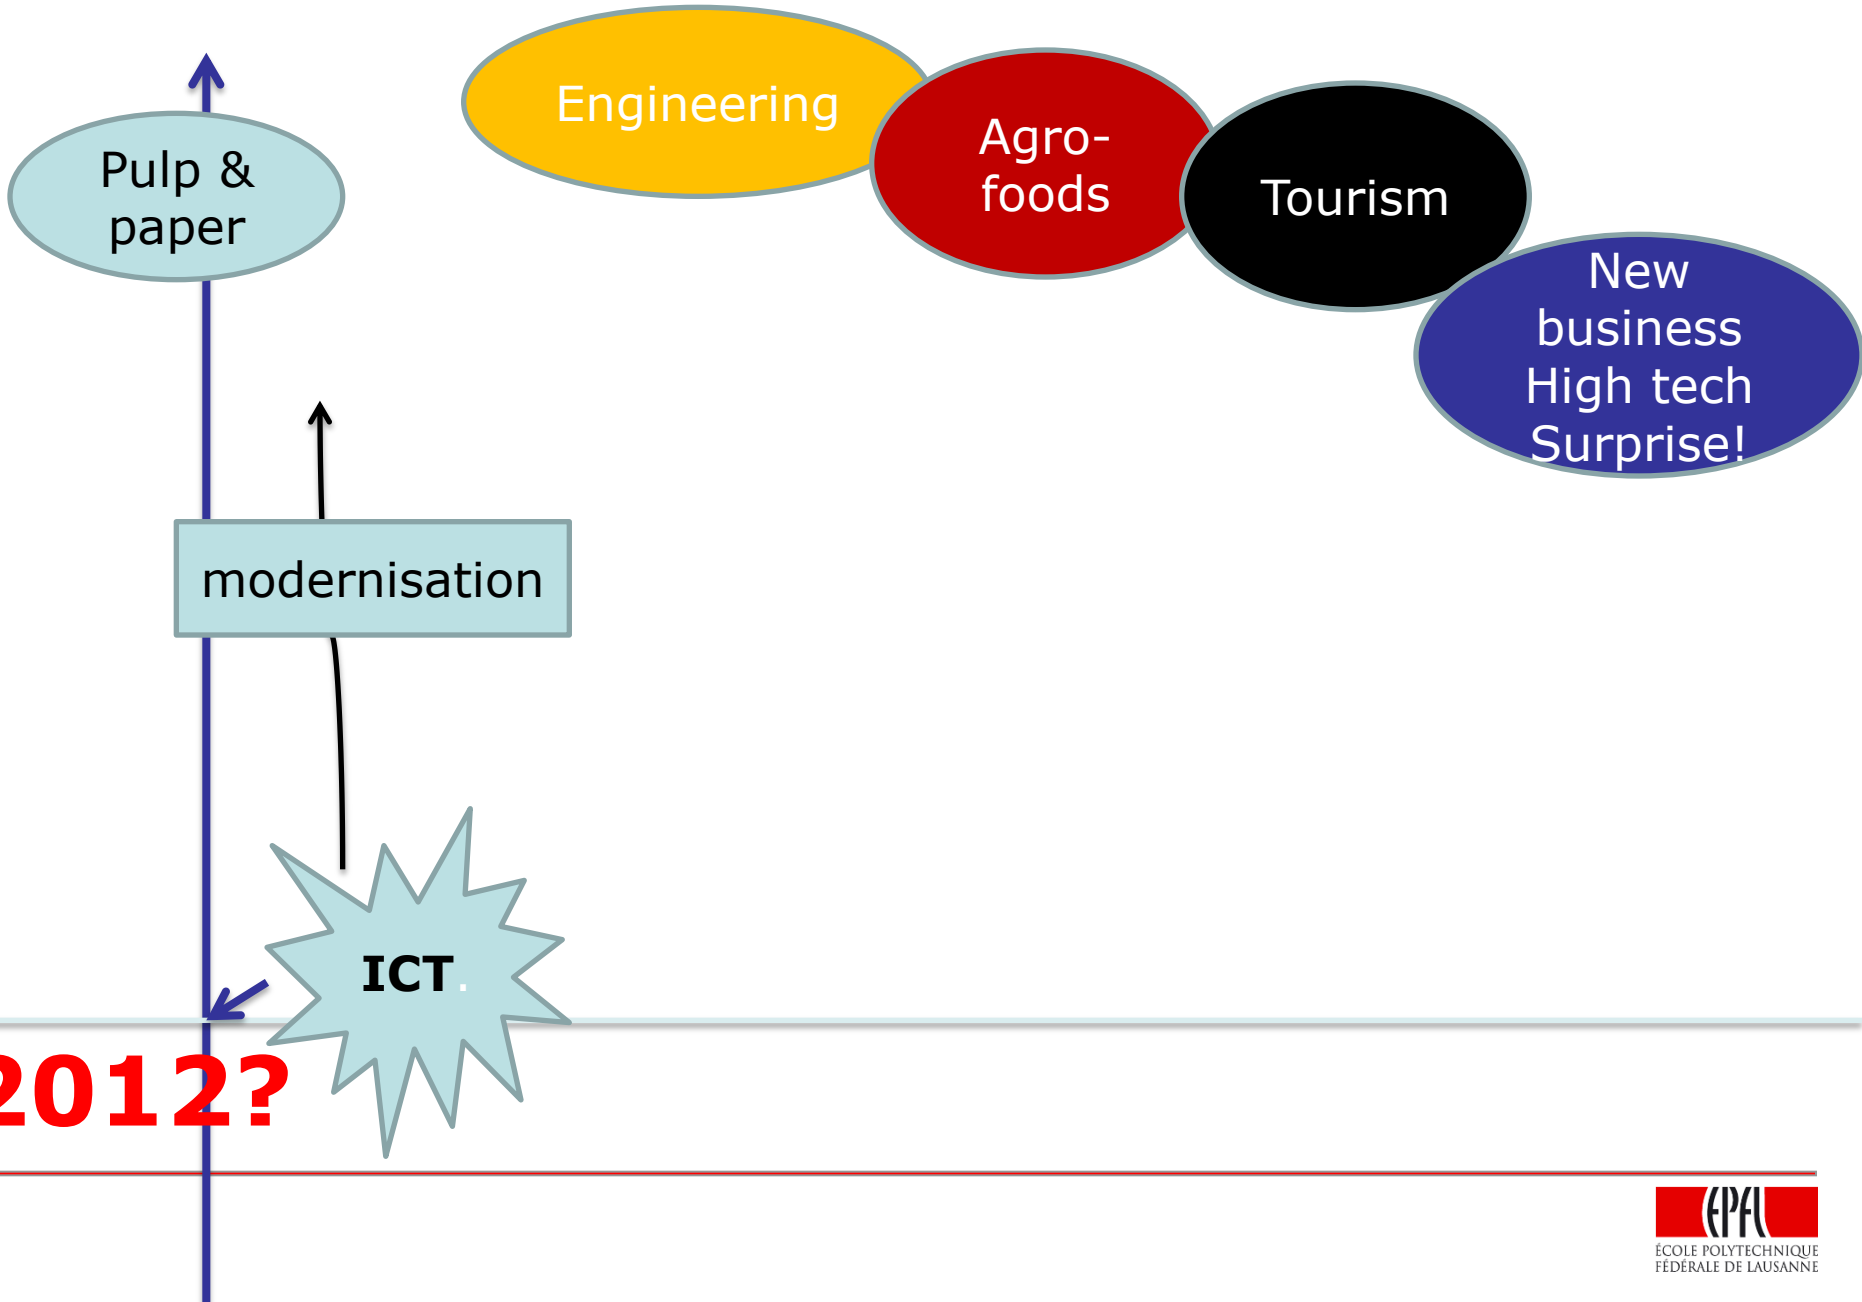 Engineering
Agro-
foods
Pulp &
paper
Tourism
New
business
High tech
Surprise!
modernisation
ICT.
2012?
EPFL
ÉCOLE POLYTECHNIQUE
FÉDÉRALE DE LAUSANNE